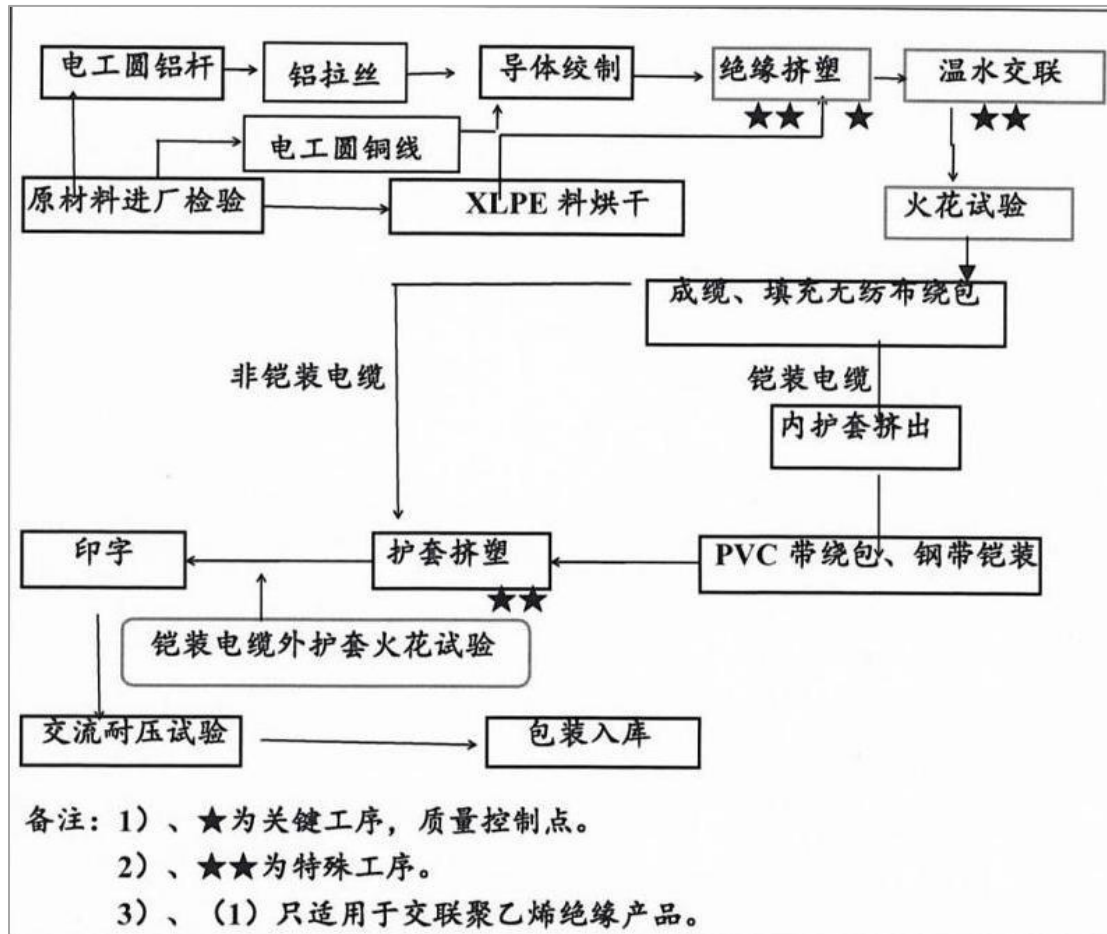 电工圆铝杆
铝拉丝
导体绞制
绝缘挤塑
温水交联
★★ ★
★★
电工圆铜线
原材料进厂检验
XLPE 料烘干
火花试验
成缆、填充无纺布绕包
非铠装电缆
铠装电缆
内护套挤出
印字
护套挤塑
PVC 带绕包、钢带铠装
★★
铠装电缆外护套火花试验
交流耐压试验
包装入库
备注：1）、★为关键工序，质量控制点。
2）、★★为特殊工序。
3）、（1）只适用于交联聚乙烯绝缘产品。